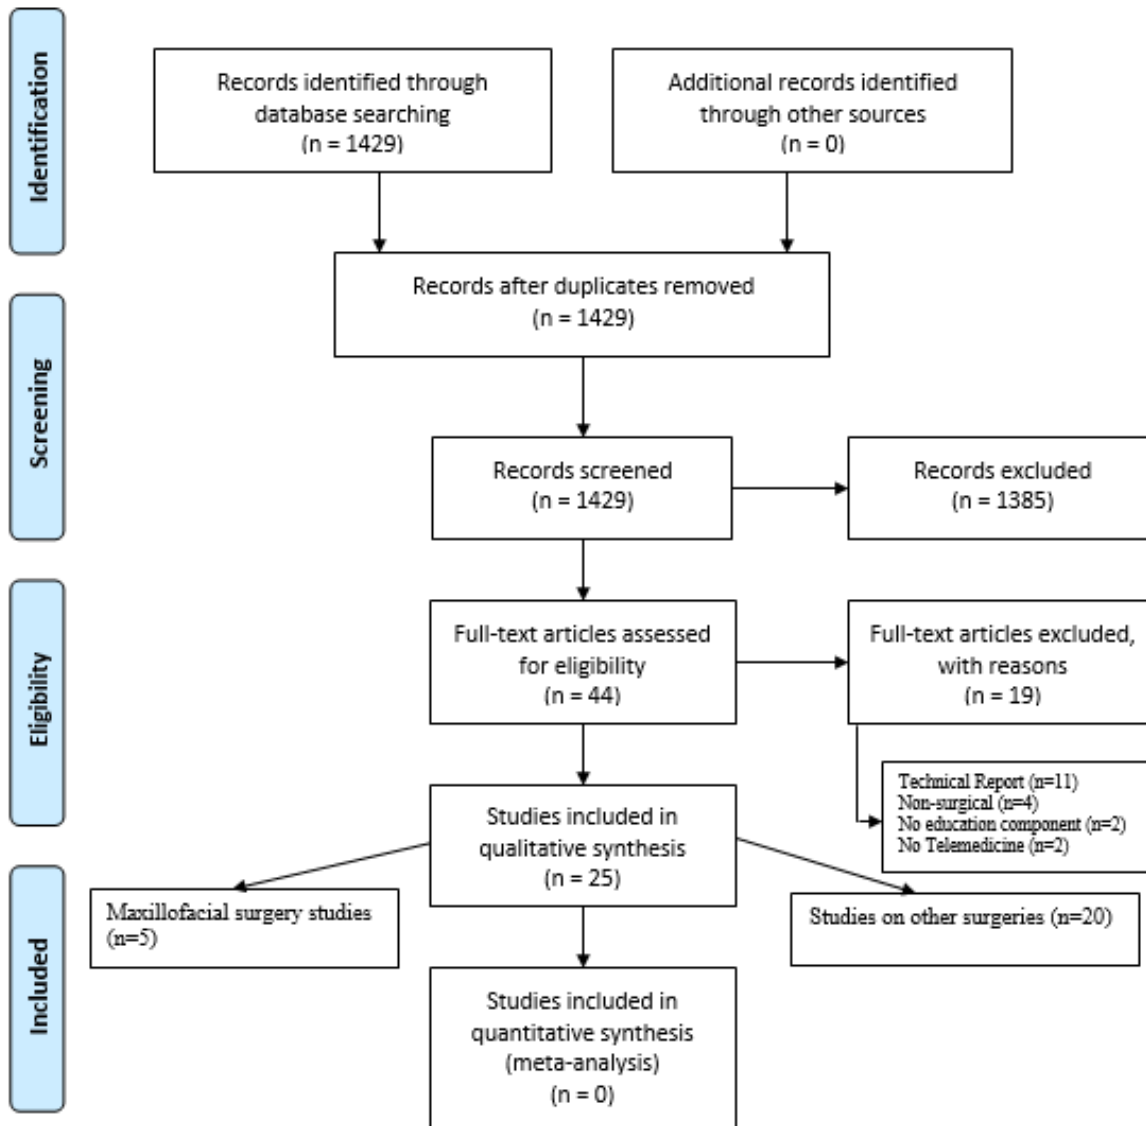 Identification
Records identified through
database searching
(n = 1429)
Additional records identified
through other sources
(n = 0)
Records after duplicates removed
(n = 1429)
Screening
Records screened
(n = 1429)
Records excluded
(n = 1385)
Eligibility
Full-text articles assessed
for eligibility
(n = 44)
Full-text articles excluded,
with reasons
(n = 19)
Technical Report (n=11)
Non-surgical (n=4)
No education component (n=2)
No Telemedicine (n=2)
Studies included in
qualitative synthesis
(n = 25)
Included
Maxillofacial surgery studies
(n=5)
Studies on other surgeries (n=20)
Studies included in
quantitative synthesis
(meta-analysis)
(n = 0)